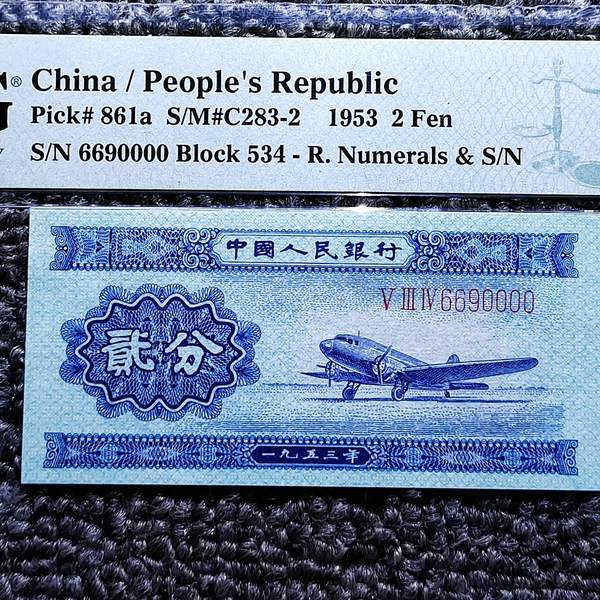 ® China / People's Republic
Pick# 861a S/M#C283-2 1953 2 Fen
S/N 6690000 Block 534 - R. Numerals & S/N
中國人民銀行
V III IV 6690000
貳分
一九五三年